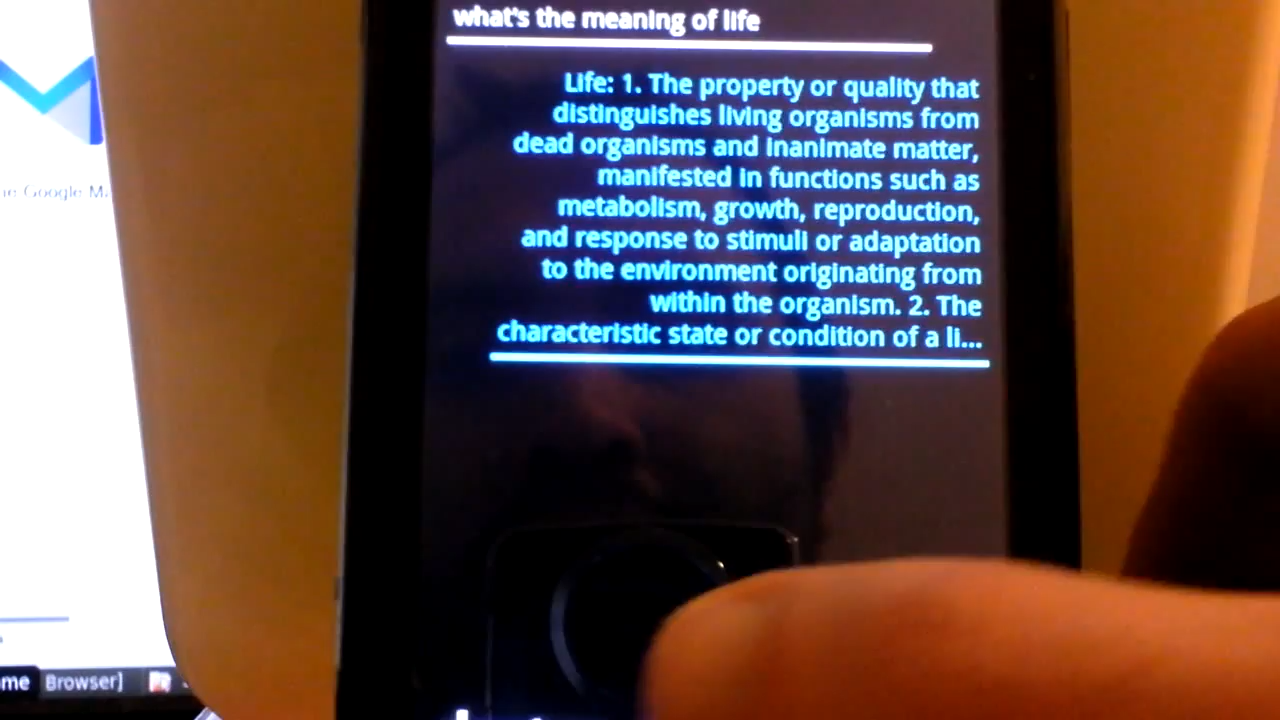 what's the meaning of life
Life: 1. The property or quality that
distinguishes living organisms from
dead organisms and inanimate matter,
manifested in functions such as
metabolism, growth, reproduction,
and response to stimuli or adaptation
to the environment originating from
within the organism. 2. The
characteristic state or condition of a li...
Google
Browser]